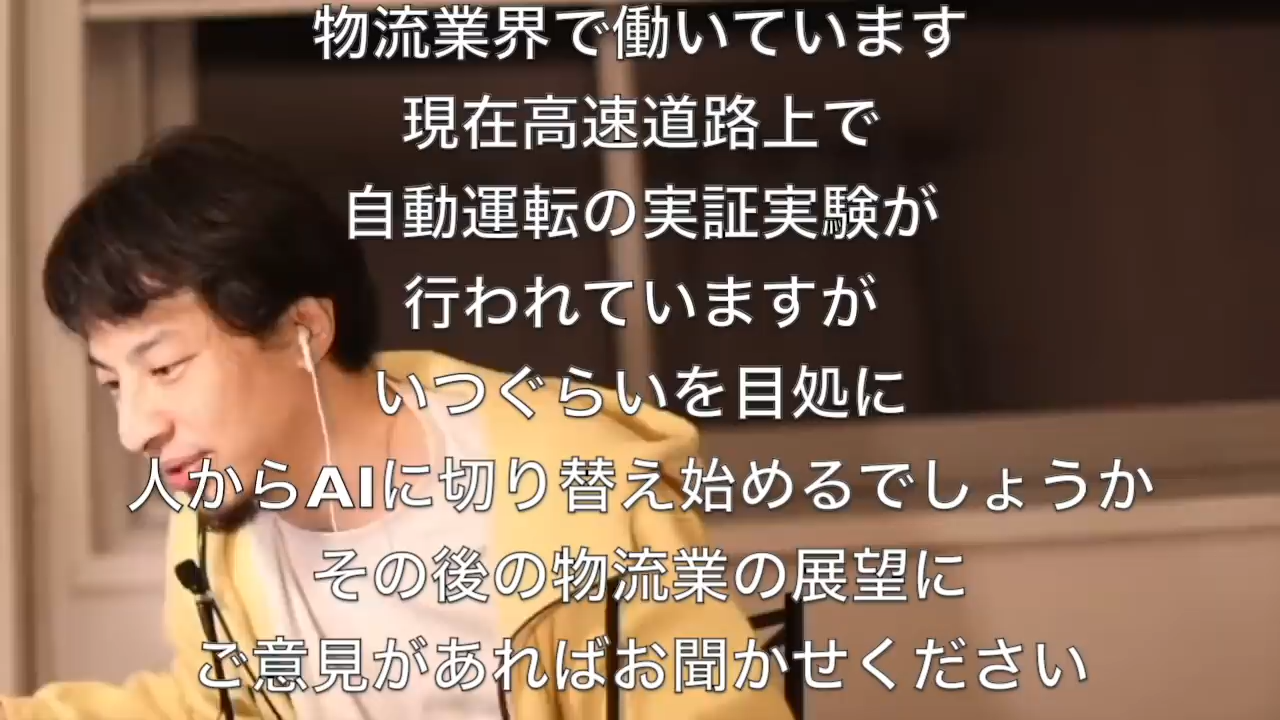 物流業界で働いています
現在高速道路上で
自動運転の実証実験が
行われていますが
いつぐらいを目処に
人からAIに切り替え始めるでしょうか
その後の物流業の展望に
ご意見があればお聞かせください